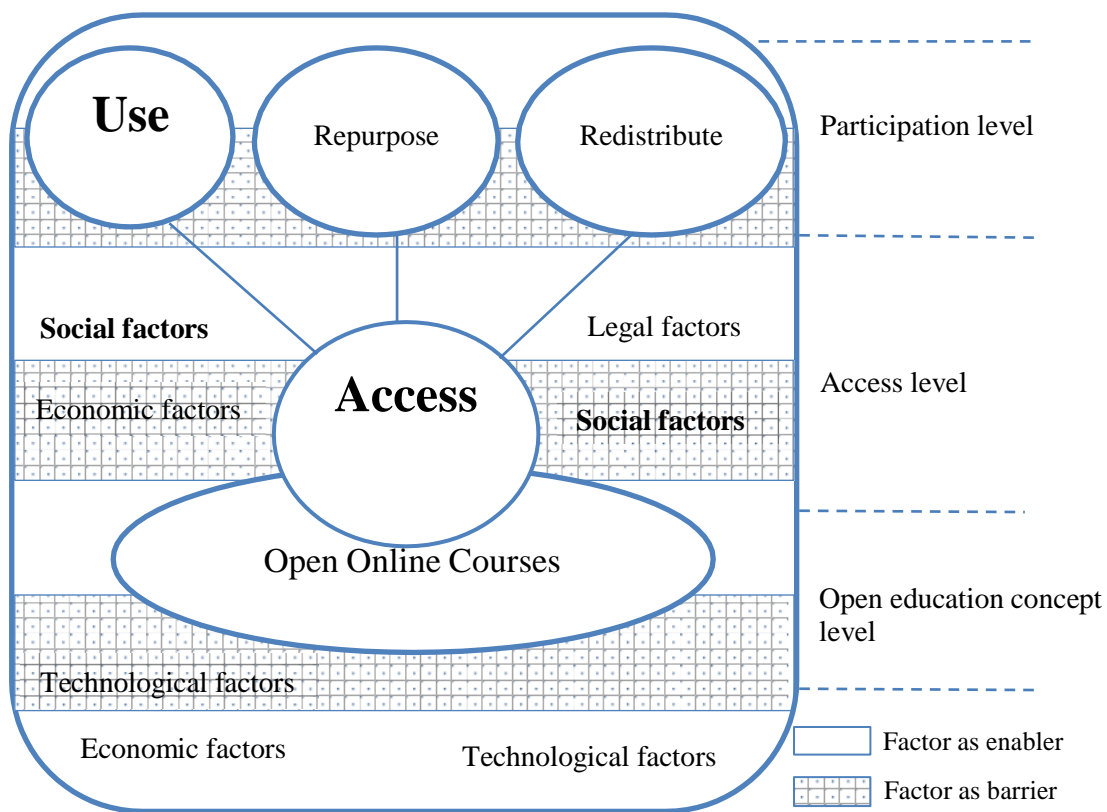 Use
Repurpose
Redistribute
Participation level
Social factors
Legal factors
Economic factors
Access
Social factors
Access level
Open Online Courses
Open education concept
level
Technological factors
Economic factors
Technological factors
Factor as enabler
Factor as barrier